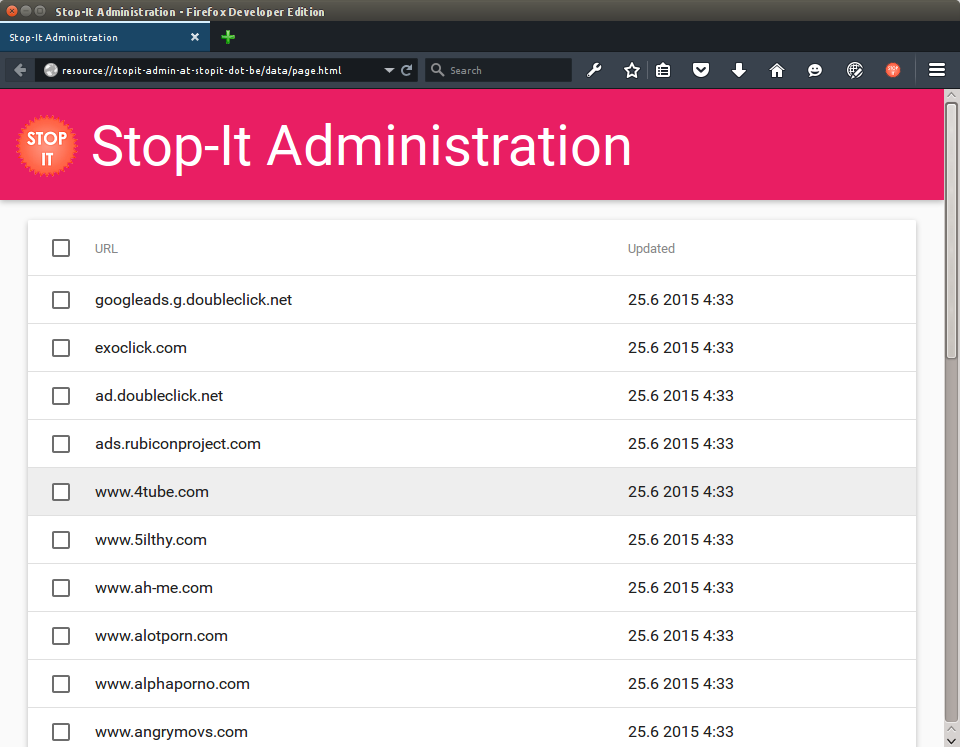 Stop-It Administration - Firefox Developer Edition
Stop-It Administration
resource://stopit-admin-at-stopit-dot-be/data/page.html
Search
STOP IT
STOP
IT
Stop-It Administration
URL Updated
googleads.g.doubleclick.net 25.6 2015 4:33
exoclick.com 25.6 2015 4:33
ad.doubleclick.net 25.6 2015 4:33
ads.rubiconproject.com 25.6 2015 4:33
www.4tube.com 25.6 2015 4:33
www.5ilthy.com 25.6 2015 4:33
www.ah-me.com 25.6 2015 4:33
www.alotporn.com 25.6 2015 4:33
www.alphaporno.com 25.6 2015 4:33
www.angrymovs.com 25.6 2015 4:33